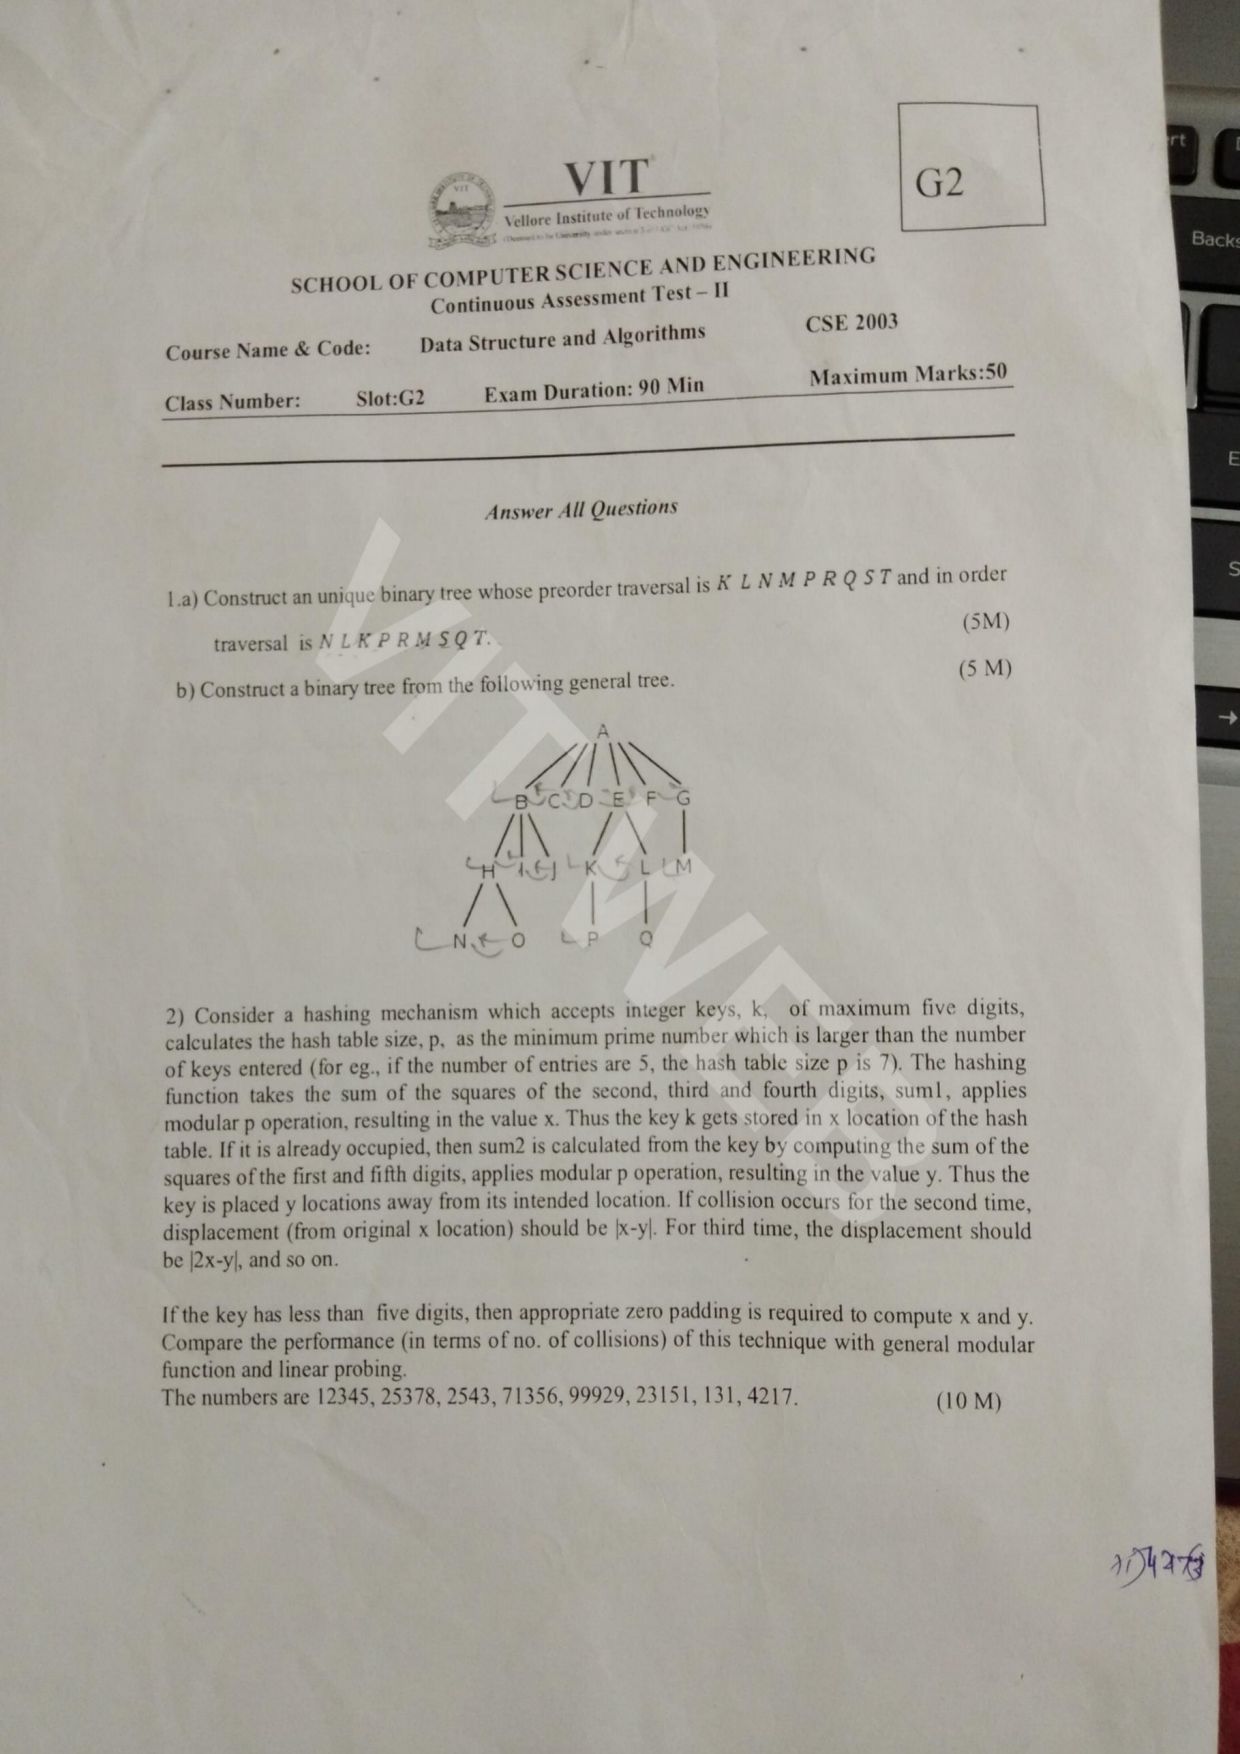 G2
VIT
Vellore Institute of Technology
SCHOOL OF COMPUTER SCIENCE AND ENGINEERING
Continuous Assessment Test – II
Course Name & Code: Data Structure and Algorithms CSE 2003
Class Number: Slot:G2 Exam Duration: 90 Min Maximum Marks:50
Answer All Questions
1.a) Construct an unique binary tree whose preorder traversal is K L N M P R Q S T and in order
traversal is N L K P R M S Q T. (5M)
b) Construct a binary tree from the following general tree. (5 M)
A
B C D E F G
H I J K L M
N O P Q
2) Consider a hashing mechanism which accepts integer keys, k, of maximum five digits,
calculates the hash table size, p, as the minimum prime number which is larger than the number
of keys entered (for eg., if the number of entries are 5, the hash table size p is 7). The hashing
function takes the sum of the squares of the second, third and fourth digits, sum1, applies
modular p operation, resulting in the value x. Thus the key k gets stored in x location of the hash
table. If it is already occupied, then sum2 is calculated from the key by computing the sum of the
squares of the first and fifth digits, applies modular p operation, resulting in the value y. Thus the
key is placed y locations away from its intended location. If collision occurs for the second time,
displacement (from original x location) should be |x-y|. For third time, the displacement should
be |2x-y|, and so on.
If the key has less than five digits, then appropriate zero padding is required to compute x and y.
Compare the performance (in terms of no. of collisions) of this technique with general modular
function and linear probing.
The numbers are 12345, 25378, 2543, 71356, 99929, 23151, 131, 4217. (10 M)
Backs